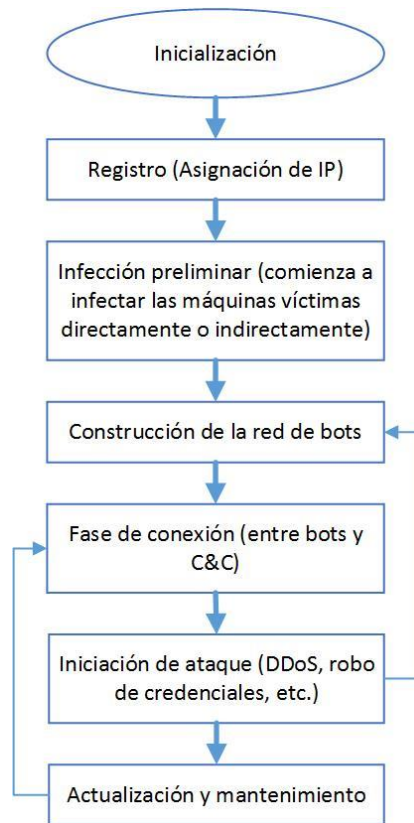 Inicialización
Registro (Asignación de IP)
Infección preliminar (comienza a
infectar las máquinas víctimas
directamente o indirectamente)
Construcción de la red de bots
Fase de conexión (entre bots y
C&C)
Iniciación de ataque (DDoS, robo
de credenciales, etc.)
Actualización y mantenimiento